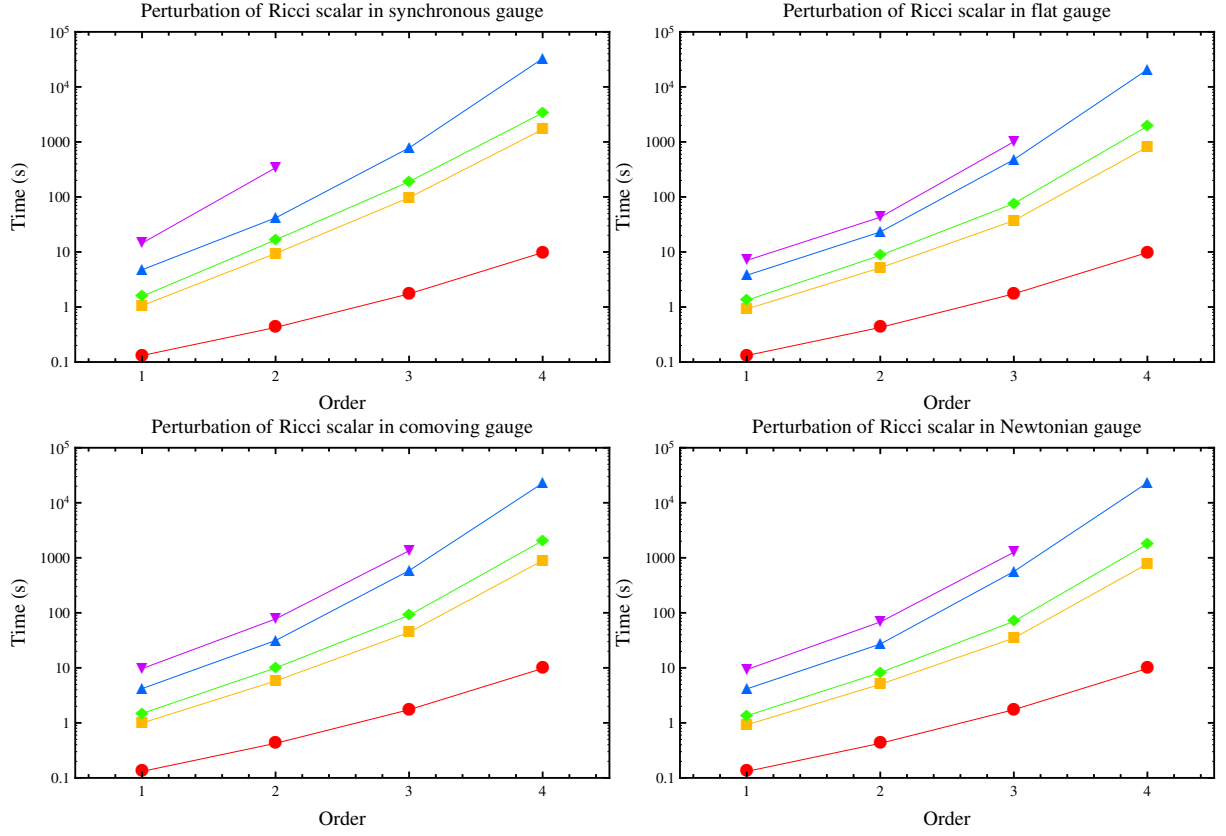 Perturbation of Ricci scalar in synchronous gauge
10^5
10^4
1000
100
10
1
0.1
Time (s)
1 2 3 4
Order
Perturbation of Ricci scalar in flat gauge
10^5
10^4
1000
100
10
1
0.1
Time (s)
1 2 3 4
Order
Perturbation of Ricci scalar in comoving gauge
10^5
10^4
1000
100
10
1
0.1
Time (s)
1 2 3 4
Order
Perturbation of Ricci scalar in Newtonian gauge
10^5
10^4
1000
100
10
1
0.1
Time (s)
1 2 3 4
Order